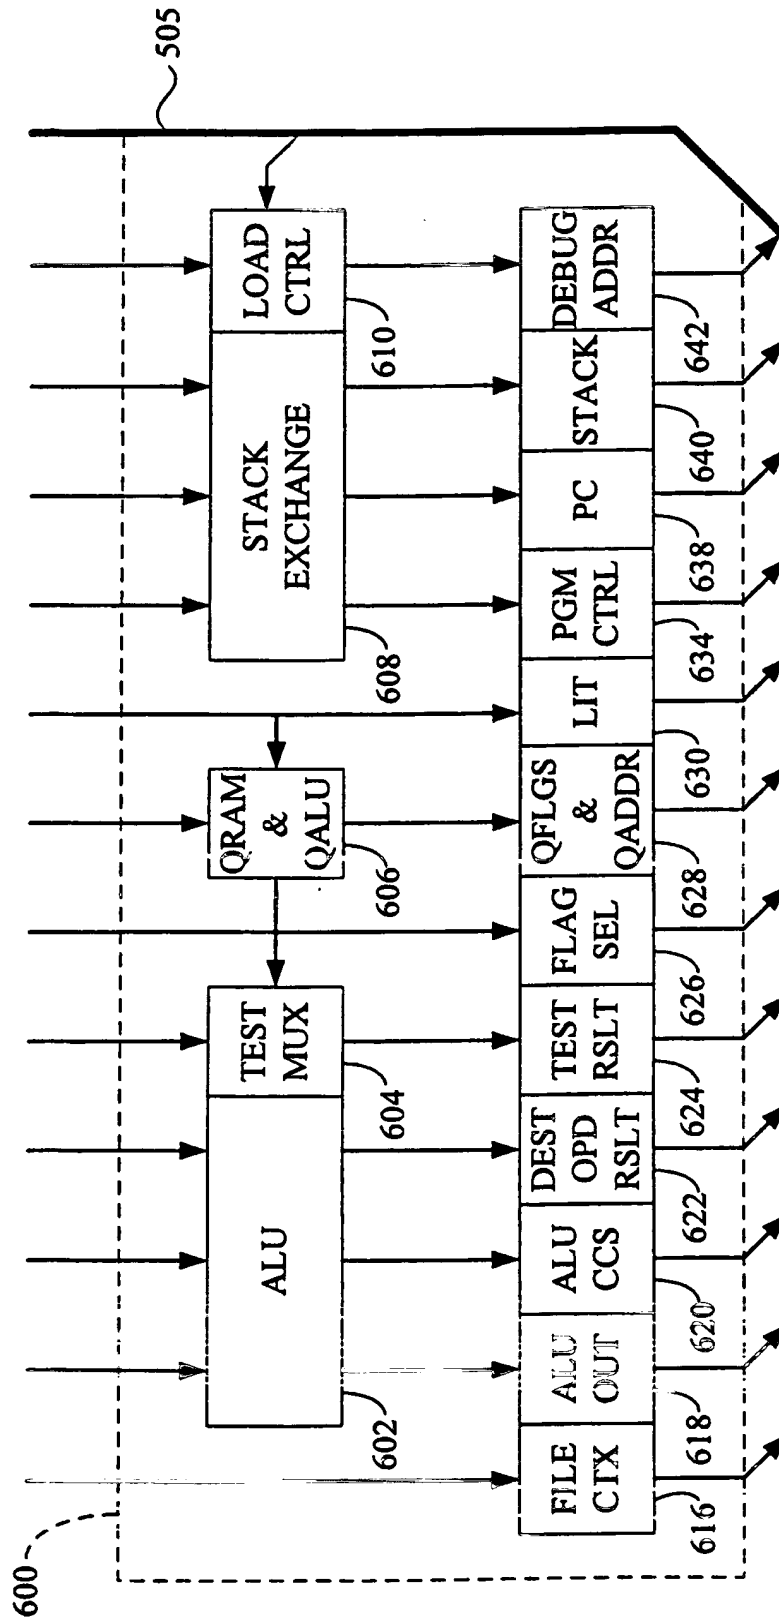 600
505
ALU
602
TEST
MUX
604
QRAM
&
QALU
606
STACK
EXCHANGE
608
LOAD
CTRL
610
FILE
CTX
616
ALU
OUT
618
ALU
CCS
620
DEST
OPD
RSLT
622
TEST
RSLT
624
FLAG
SEL
626
QFLGS
&
QADDR
628
LIT
630
PGM
CTRL
634
PC
638
STACK
640
DEBUG
ADDR
642